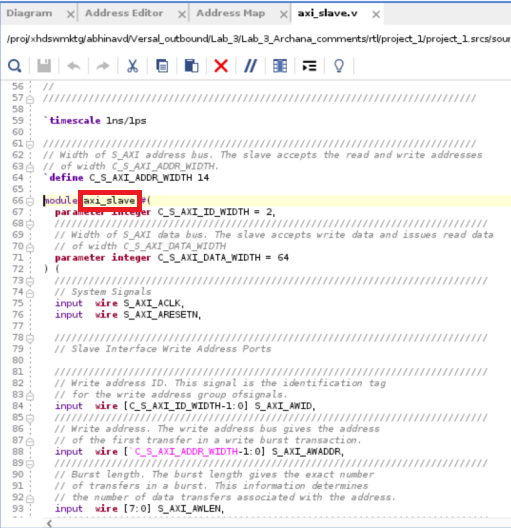 Diagram × Address Editor × Address Map × axi_slave.v ×
/proj/xhdswmktg/abhinavd/Versal_outbound/Lab_3/Lab_3_Archana_comments/rtl/project_1/project_1.srcs/sour
56 //
57 ////////////////////////////////////////////////////////////////////////
58
59 `timescale 1ns/1ps
60
61 ////////////////////////////////////////////////////////////////////////
62 // Width of S_AXI address bus. The slave accepts the read and write addresses
63 // of width C_S_AXI_ADDR_WIDTH.
64 `define C_S_AXI_ADDR_WIDTH 14
65
66 module axi_slave #(
67 parameter integer C_S_AXI_ID_WIDTH = 2,
68 ////////////////////////////////////////////////////////////////////////
69 // Width of S_AXI data bus. The slave accepts write data and issues read data
70 // of width C_S_AXI_DATA_WIDTH
71 parameter integer C_S_AXI_DATA_WIDTH = 64
72 ) (
73 ////////////////////////////////////////////////////////////////////////
74 // System Signals
75 input wire S_AXI_ACLK,
76 input wire S_AXI_ARESETN,
77
78 ////////////////////////////////////////////////////////////////////////
79 // Slave Interface Write Address Ports
80
81 ////////////////////////////////////////////////////////////////////////
82 // Write address ID. This signal is the identification tag
83 // for the write address group ofsignals.
84 input wire [C_S_AXI_ID_WIDTH-1:0] S_AXI_AWID,
85 ////////////////////////////////////////////////////////////////////////
86 // Write address. The write address bus gives the address
87 // of the first transfer in a write burst transaction.
88 input wire [`C_S_AXI_ADDR_WIDTH-1:0] S_AXI_AWADDR,
89 ////////////////////////////////////////////////////////////////////////
90 // Burst length. The burst length gives the exact number
91 // of transfers in a burst. This information determines
92 // the number of data transfers associated with the address.
93 input wire [7:0] S_AXI_AWLEN,